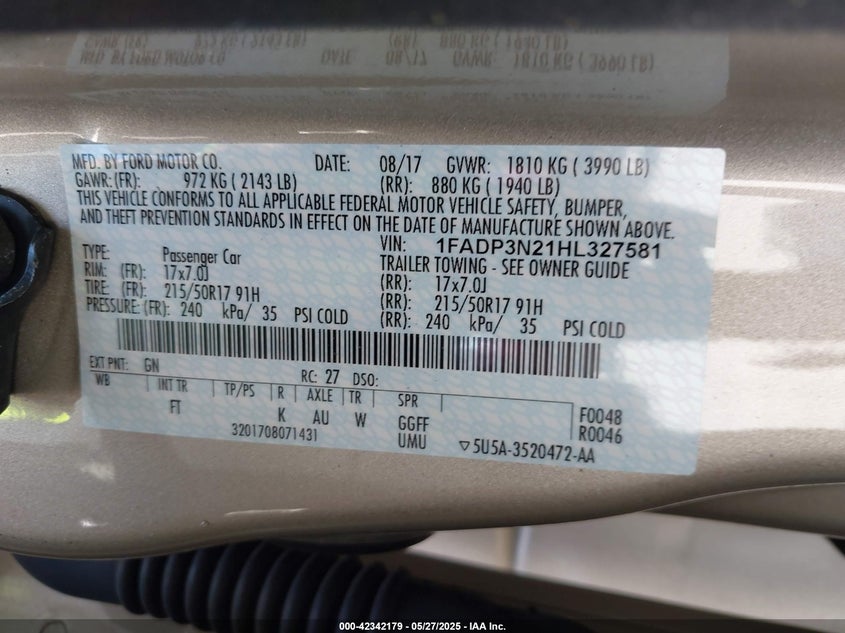 MFD. BY FORD MOTOR CO. DATE: 08/17 GVWR: 1810 KG ( 3990 LB)
GAWR: (FR): 972 KG ( 2143 LB) (RR): 880 KG ( 1940 LB)
THIS VEHICLE CONFORMS TO ALL APPLICABLE FEDERAL MOTOR VEHICLE SAFETY, BUMPER,
AND THEFT PREVENTION STANDARDS IN EFFECT ON THE DATE OF MANUFACTURE SHOWN ABOVE.
VIN: 1FADP3N21HL327581
TYPE: Passenger Car TRAILER TOWING - SEE OWNER GUIDE
RIM: (FR): 17x7.0J (RR): 17x7.0J
TIRE: (FR): 215/50R17 91H (RR): 215/50R17 91H
PRESSURE: (FR): 240 kPa/ 35 PSI COLD (RR): 240 kPa/ 35 PSI COLD
EXT PNT: GN RC: 27 DSO:
WB INT TR TP/PS R AXLE TR SPR
FT K AU W GGFF F0048
3201708071431 UMU R0046
▽5U5A-3520472-AA
000-42342179 — 05/27/2025 — IAA Inc.